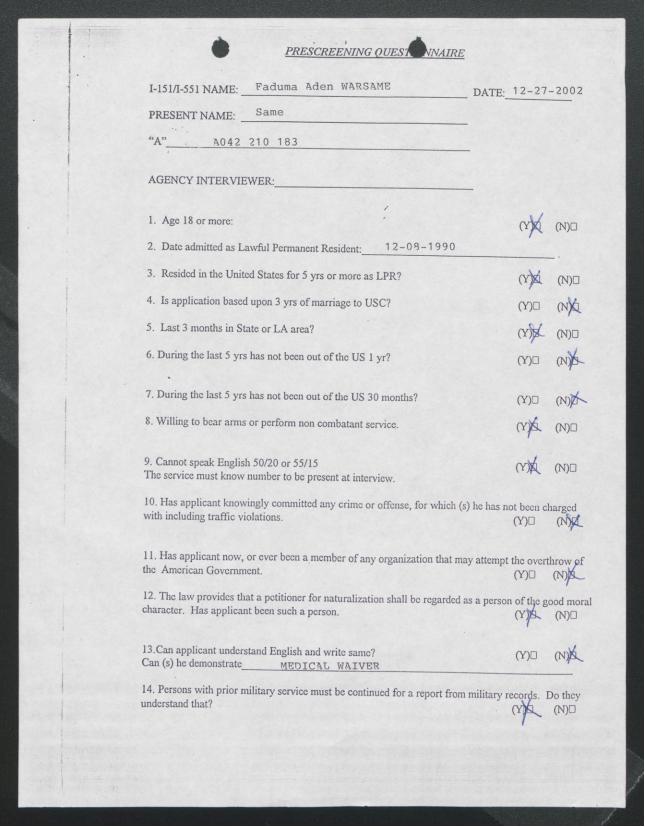 PRESCREENING QUESTIONNAIRE
I-151/I-551 NAME: Faduma Aden WARSAME DATE: 12-27-2002
PRESENT NAME: Same
"A" A042 210 183
AGENCY INTERVIEWER:
1. Age 18 or more: (Y)☒ (N)☐
2. Date admitted as Lawful Permanent Resident: 12-08-1990
3. Resided in the United States for 5 yrs or more as LPR? (Y)☒ (N)☐
4. Is application based upon 3 yrs of marriage to USC? (Y)☐ (N)☒
5. Last 3 months in State or LA area? (Y)☒ (N)☐
6. During the last 5 yrs has not been out of the US 1 yr? (Y)☐ (N)☒
7. During the last 5 yrs has not been out of the US 30 months? (Y)☐ (N)☒
8. Willing to bear arms or perform non combatant service. (Y)☒ (N)☐
9. Cannot speak English 50/20 or 55/15 (Y)☒ (N)☐
The service must know number to be present at interview.
10. Has applicant knowingly committed any crime or offense, for which (s) he has not been charged
with including traffic violations. (Y)☐ (N)☒
11. Has applicant now, or ever been a member of any organization that may attempt the overthrow of
the American Government. (Y)☐ (N)☒
12. The law provides that a petitioner for naturalization shall be regarded as a person of the good moral
character. Has applicant been such a person. (Y)☒ (N)☐
13.Can applicant understand English and write same? (Y)☐ (N)☒
Can (s) he demonstrate MEDICAL WAIVER
14. Persons with prior military service must be continued for a report from military records. Do they
understand that? (Y)☒ (N)☐